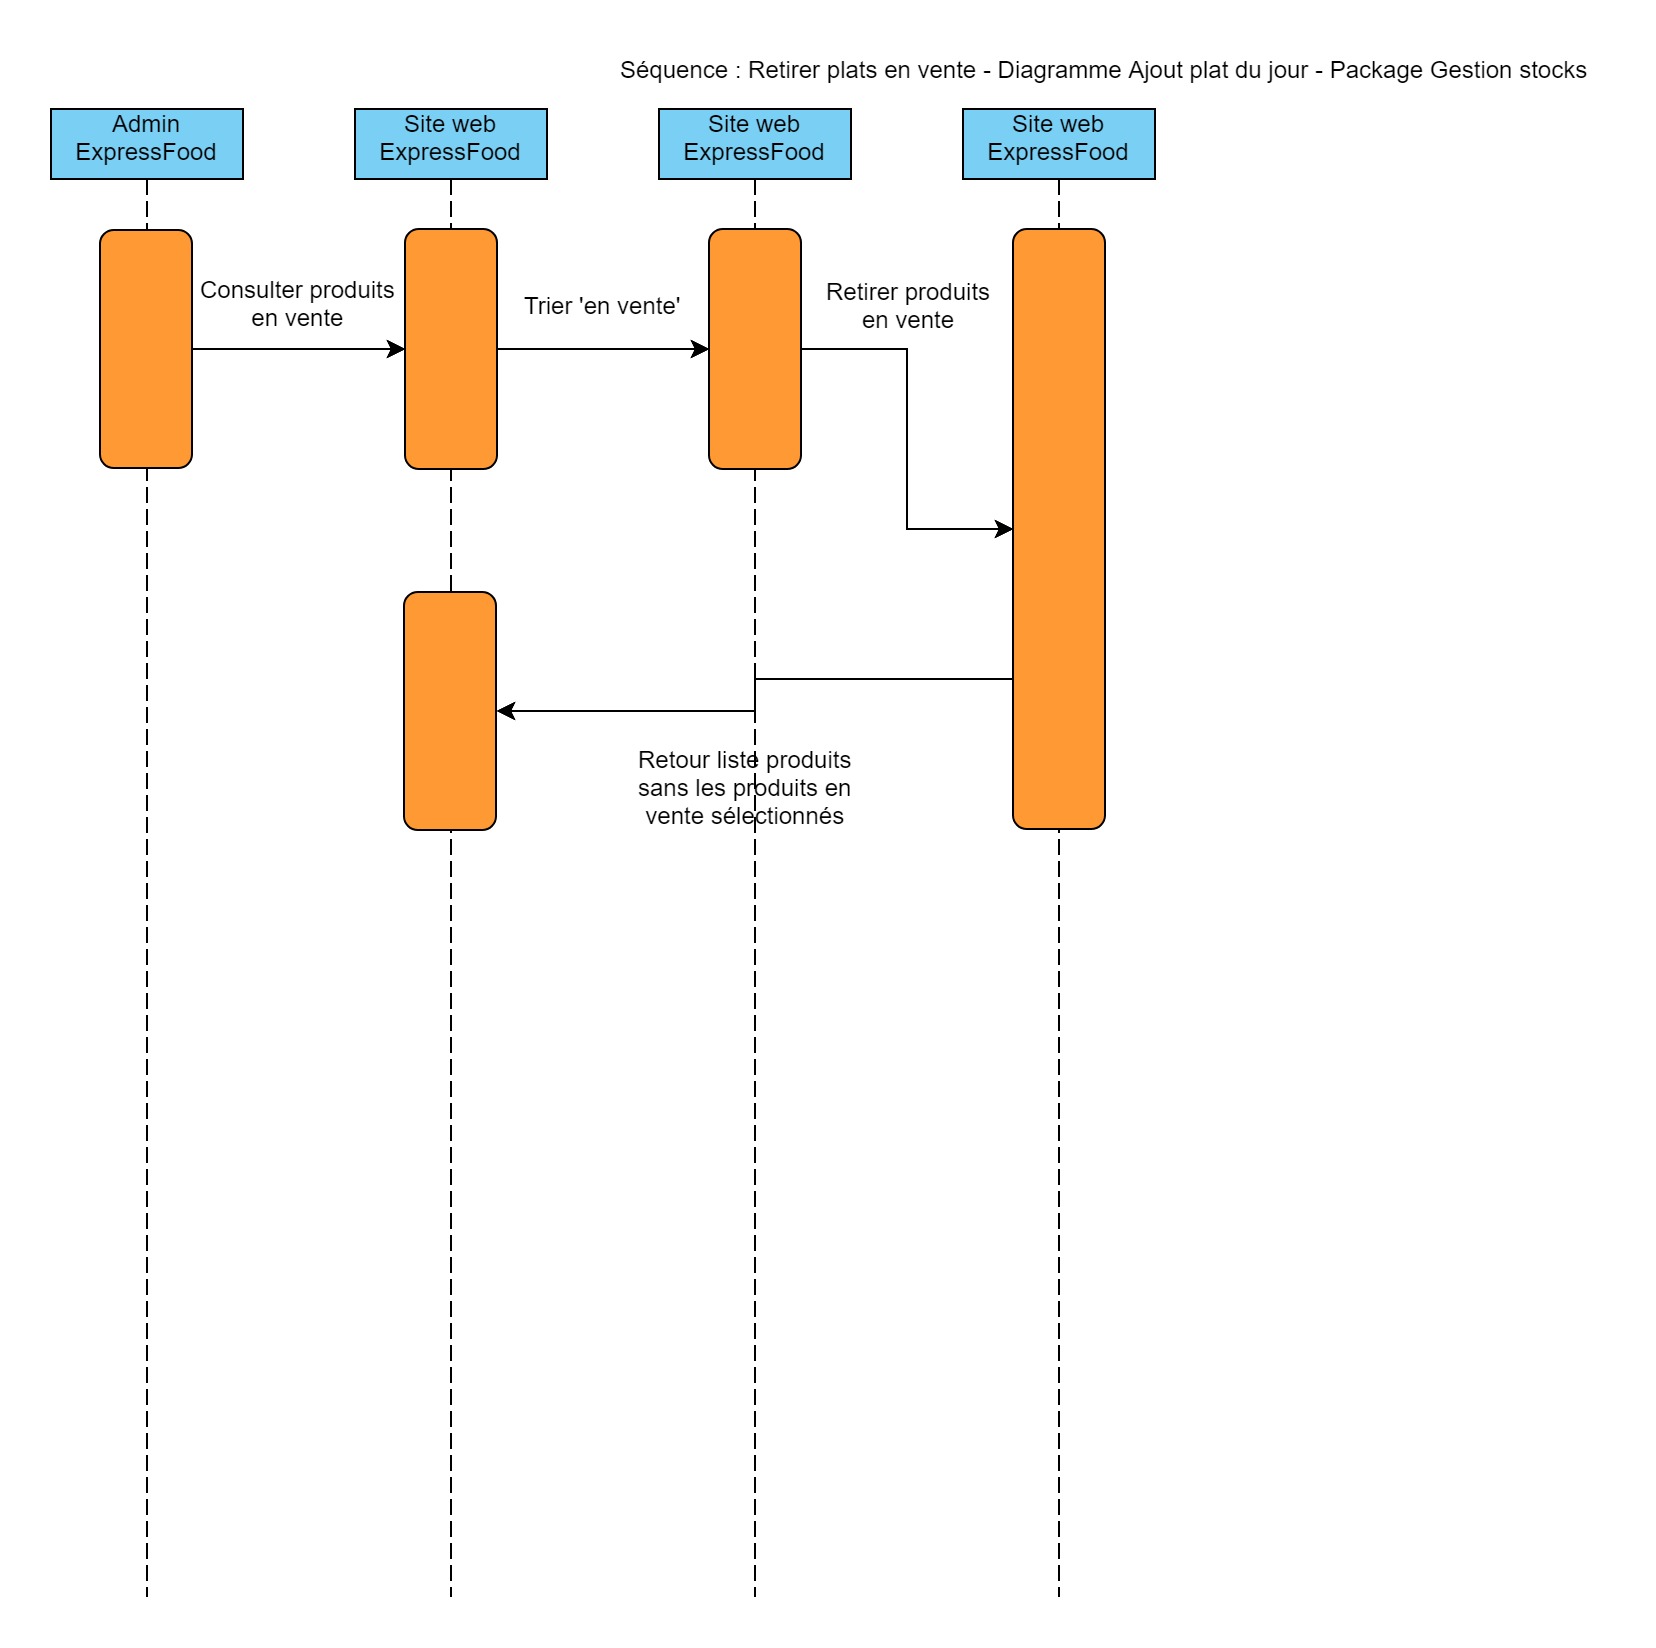 Séquence : Retirer plats en vente - Diagramme Ajout plat du jour - Package Gestion stocks
Admin
ExpressFood
Site web
ExpressFood
Site web
ExpressFood
Site web
ExpressFood
Consulter produits
en vente
Trier 'en vente'
Retirer produits
en vente
Retour liste produits
sans les produits en
vente sélectionnés